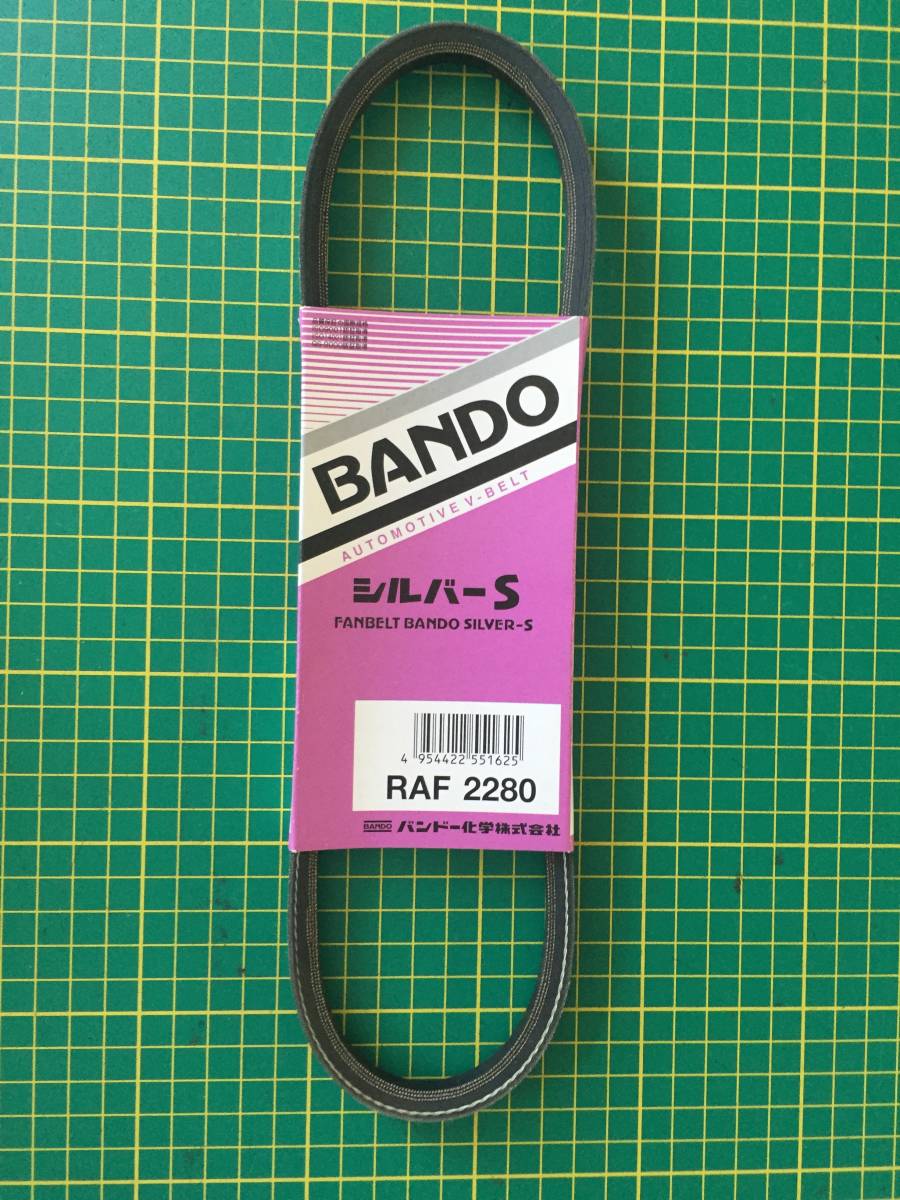 BANDO
AUTOMOTIVE V-BELT
シルバーS
FANBELT BANDO SILVER-S
4 954422 551625
RAF 2280
BANDO バンドー化学株式会社